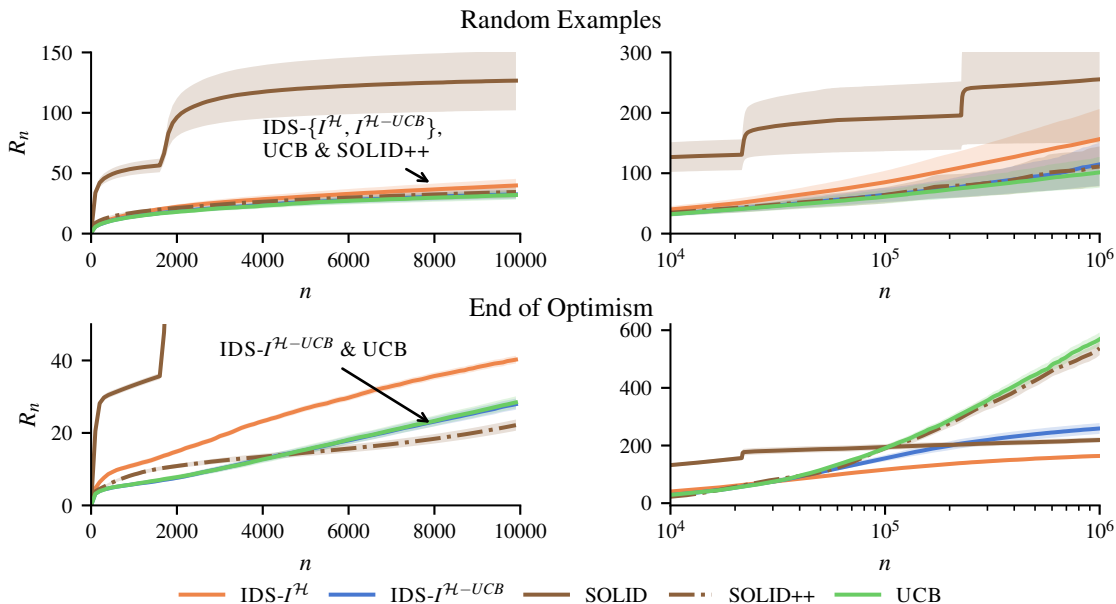 Random Examples
150
100
50
0
R_n
IDS-{I^ℋ, I^{ℋ−UCB}},
UCB & SOLID++
0 2000 4000 6000 8000 10000
n
300
200
100
0
10^4 10^5 10^6
n
End of Optimism
40
20
0
R_n
IDS-I^{ℋ−UCB} & UCB
0 2000 4000 6000 8000 10000
n
600
400
200
0
10^4 10^5 10^6
n
IDS-I^ℋ IDS-I^{ℋ−UCB} SOLID SOLID++ UCB